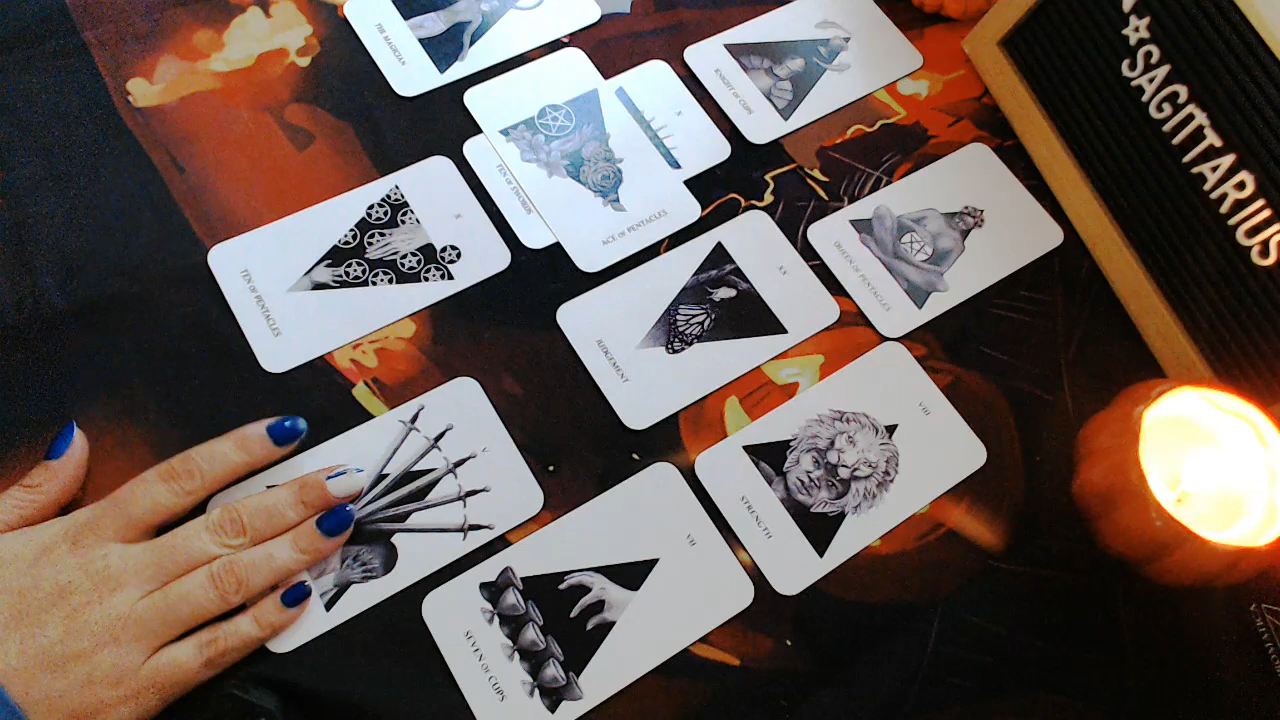 THE MAGICIAN
KNIGHT OF CUPS
SAGITTARIUS
X
TEN OF SWORDS
ACE OF PENTACLES
X
TEN OF PENTACLES
XX
JUDGEMENT
QUEEN OF PENTACLES
VIII
STRENGTH
VII
SEVEN OF CUPS